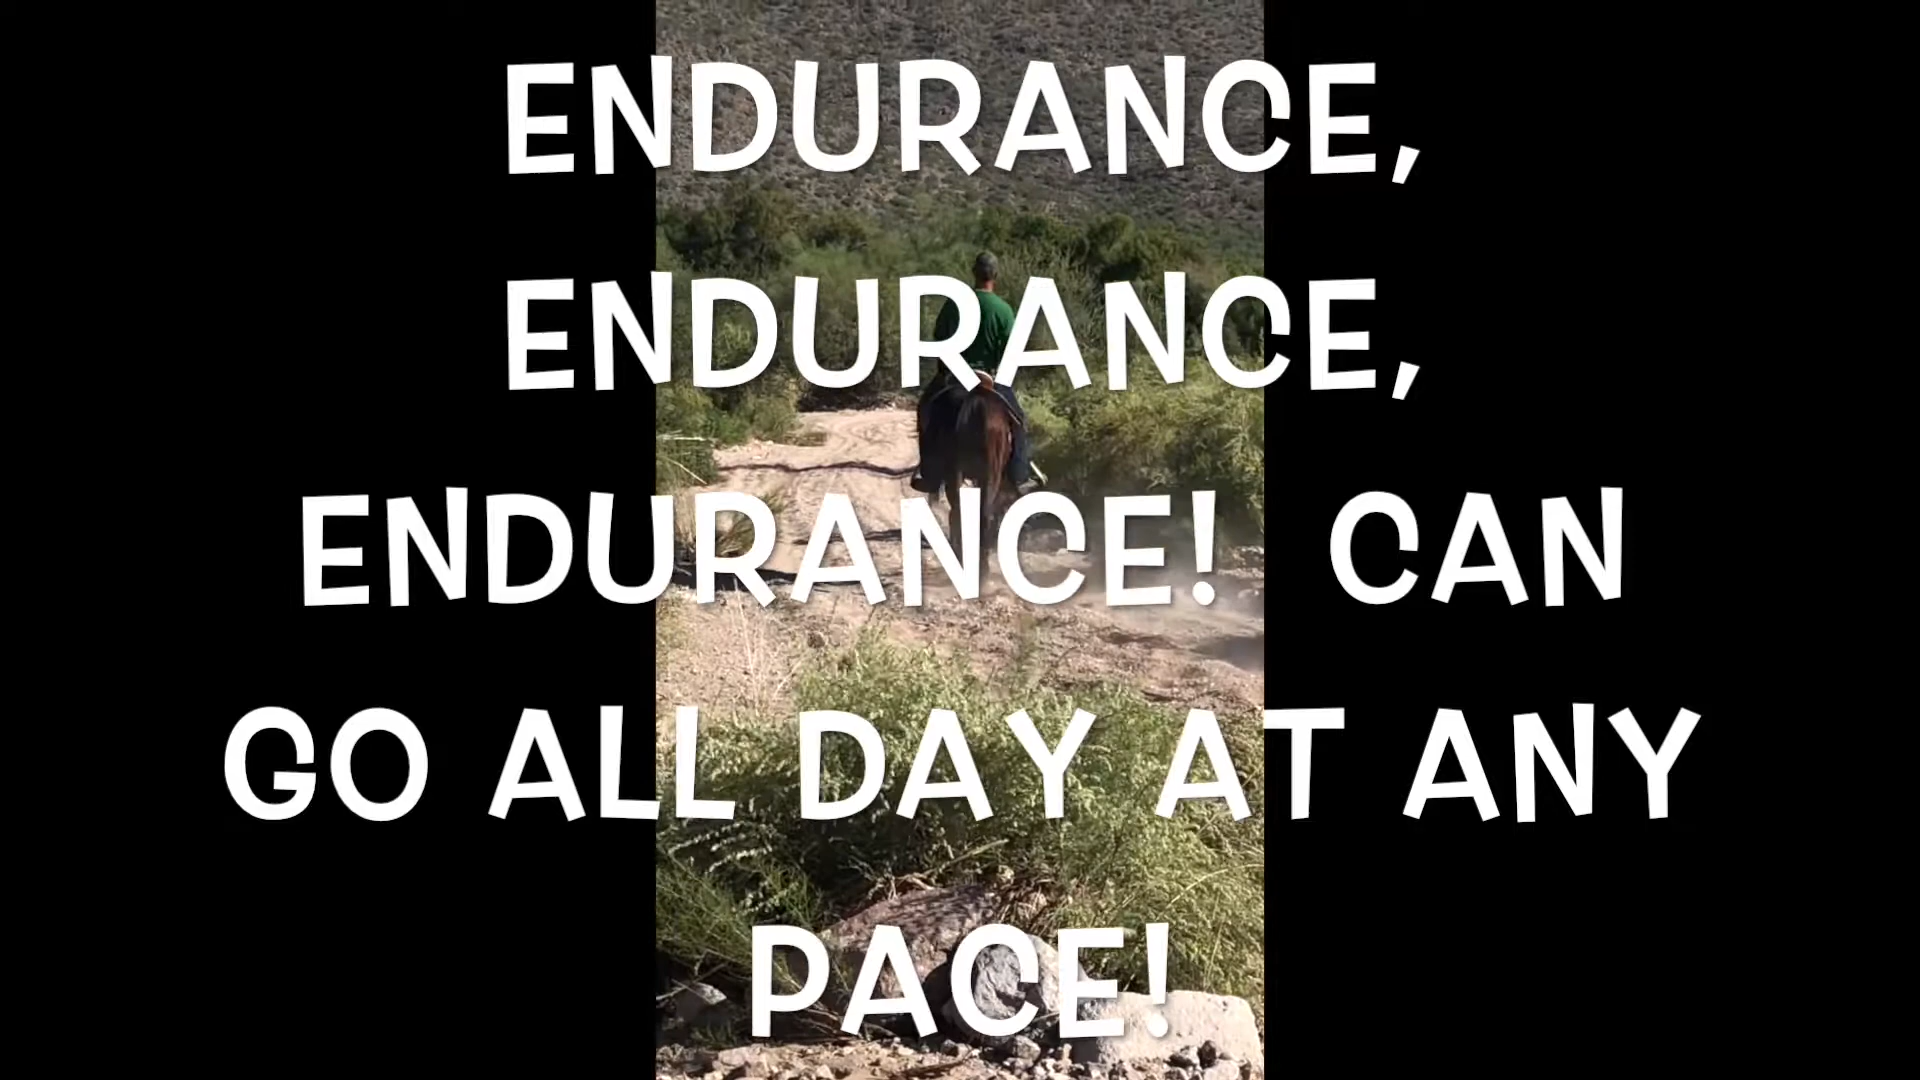 ENDURANCE,
ENDURANCE,
ENDURANCE! CAN
GO ALL DAY AT ANY
PACE!